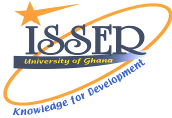 ISSER
University of Ghana
Knowledge for Development